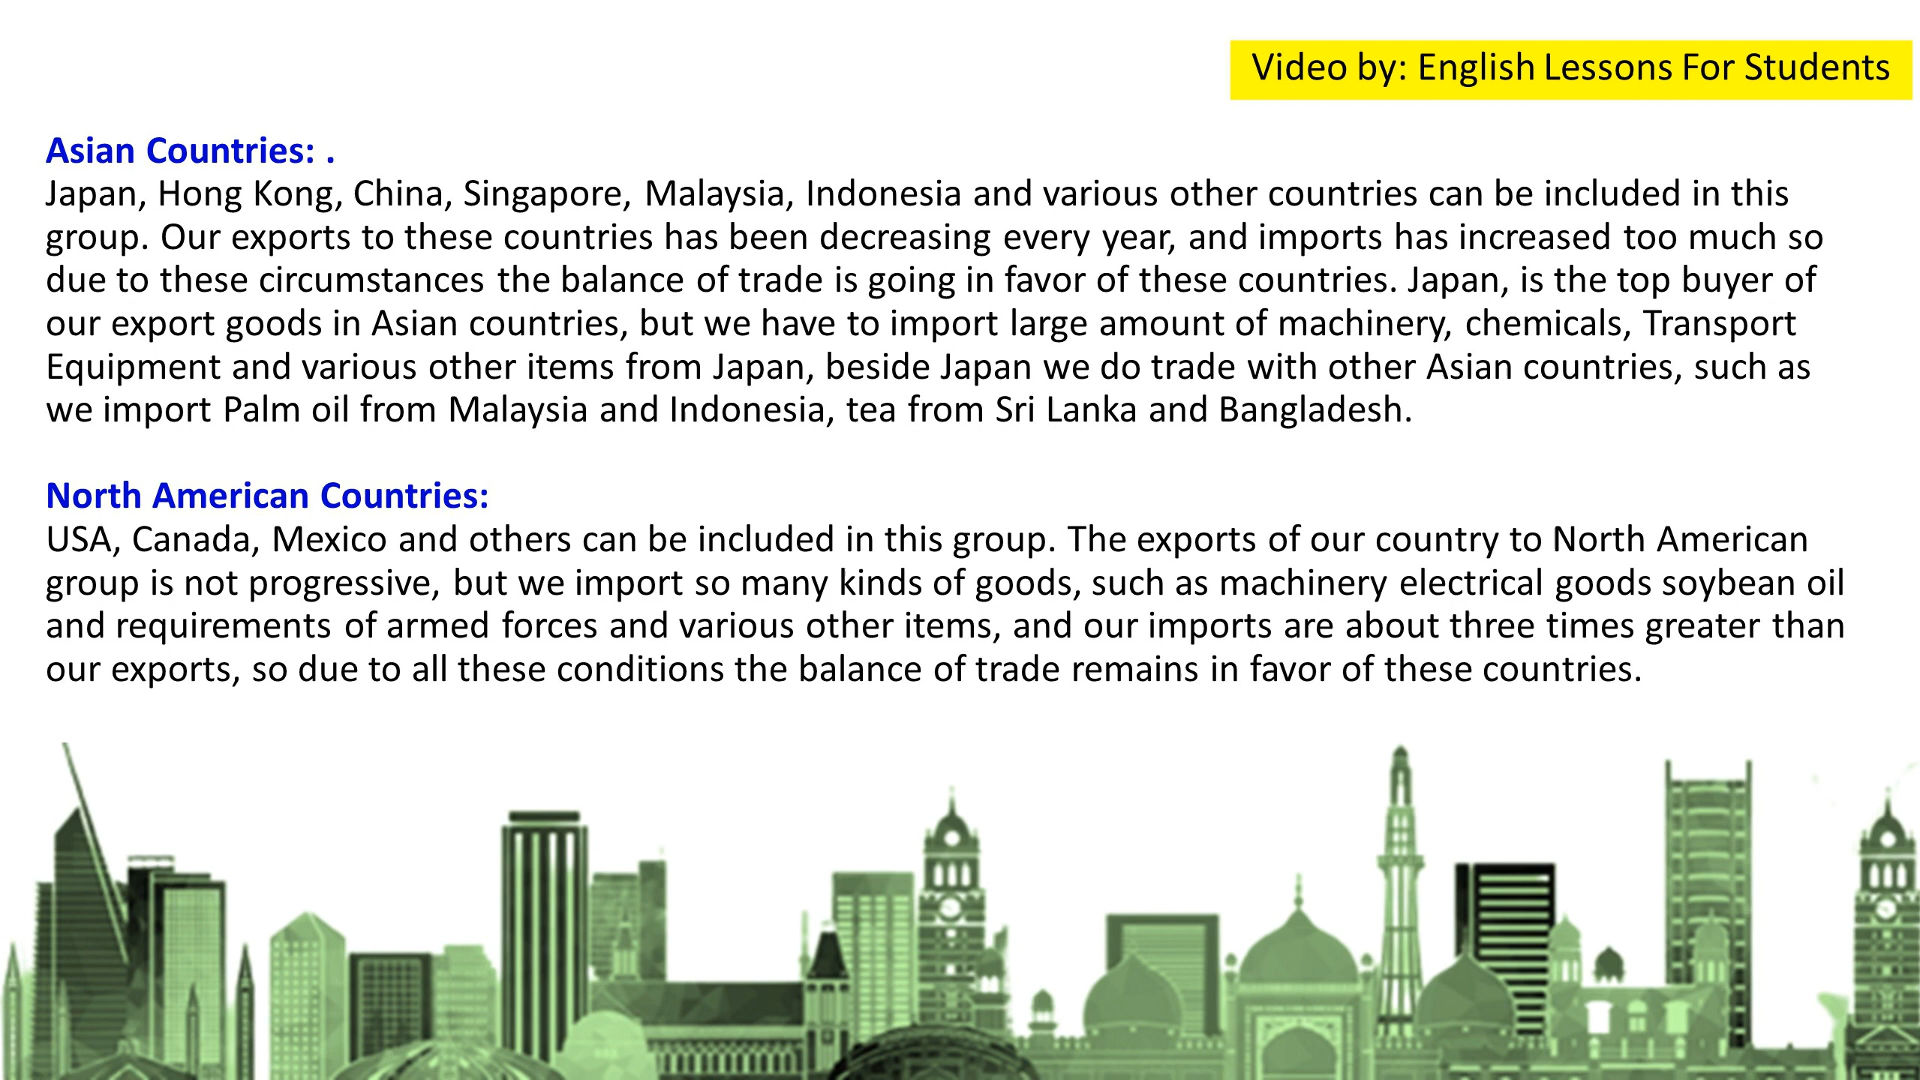 Video by: English Lessons For Students
Asian Countries: .
Japan, Hong Kong, China, Singapore, Malaysia, Indonesia and various other countries can be included in this
group. Our exports to these countries has been decreasing every year, and imports has increased too much so
due to these circumstances the balance of trade is going in favor of these countries. Japan, is the top buyer of
our export goods in Asian countries, but we have to import large amount of machinery, chemicals, Transport
Equipment and various other items from Japan, beside Japan we do trade with other Asian countries, such as
we import Palm oil from Malaysia and Indonesia, tea from Sri Lanka and Bangladesh.
North American Countries:
USA, Canada, Mexico and others can be included in this group. The exports of our country to North American
group is not progressive, but we import so many kinds of goods, such as machinery electrical goods soybean oil
and requirements of armed forces and various other items, and our imports are about three times greater than
our exports, so due to all these conditions the balance of trade remains in favor of these countries.